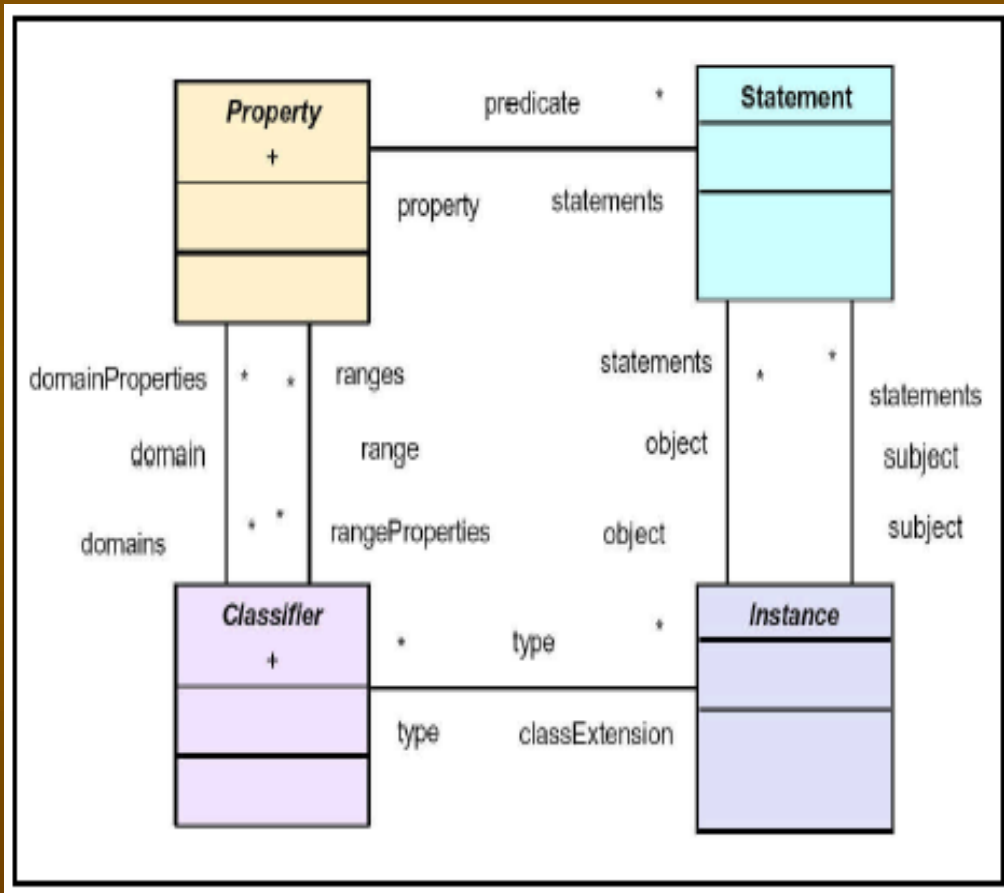 Property
+
predicate *
Statement
property statements
domainProperties * * ranges
domain range
domains * * rangeProperties
statements * *
statements
object subject
object subject
Classifier
+
* type *
type classExtension
Instance